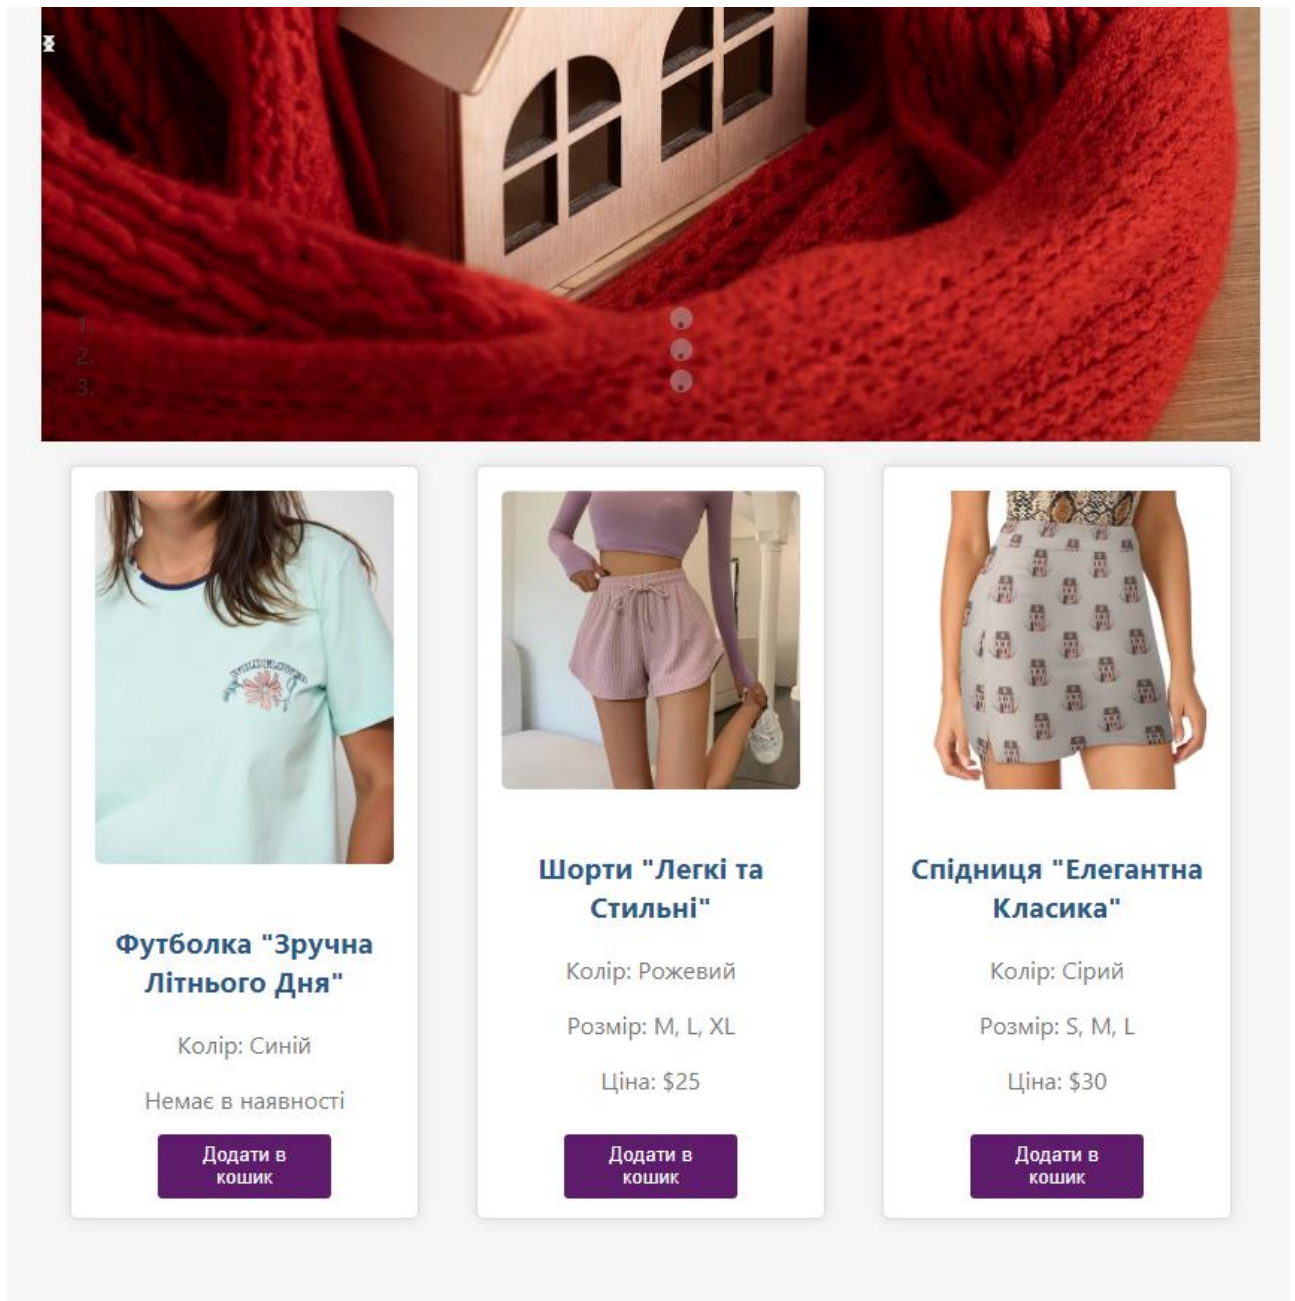 1.
2.
3.
WILDFLOWER
Футболка "Зручна
Літнього Дня"
Колір: Синій
Немає в наявності
Додати в
кошик
Шорти "Легкі та
Стильні"
Колір: Рожевий
Розмір: M, L, XL
Ціна: $25
Додати в
кошик
Спідниця "Елегантна
Класика"
Колір: Сірий
Розмір: S, M, L
Ціна: $30
Додати в
кошик